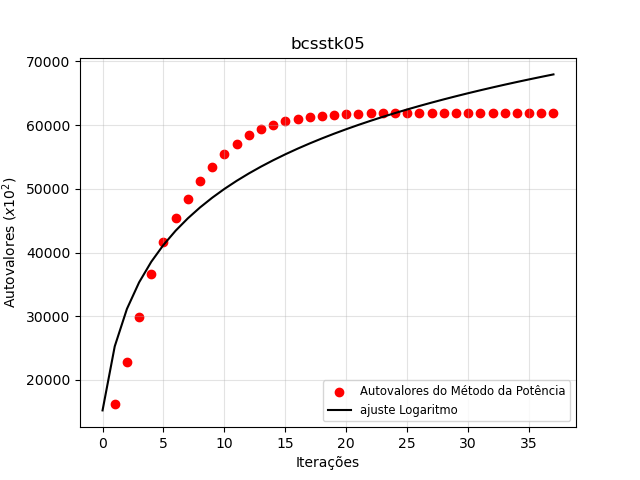 bcsstk05
Autovalores (x10²)
70000
60000
50000
40000
30000
20000
0
5
10
15
20
25
30
35
Iterações
Autovalores do Método da Potência
ajuste Logaritmo